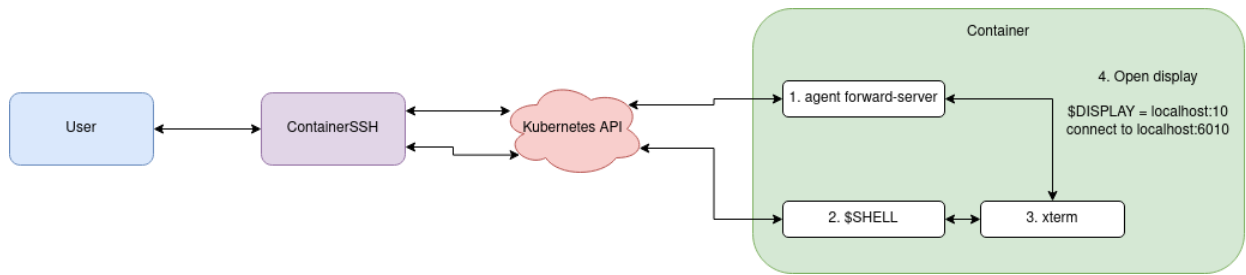 Container
4. Open display
1. agent forward-server
$DISPLAY = localhost:10
connect to localhost:6010
User
ContainerSSH
Kubernetes API
2. $SHELL
3. xterm